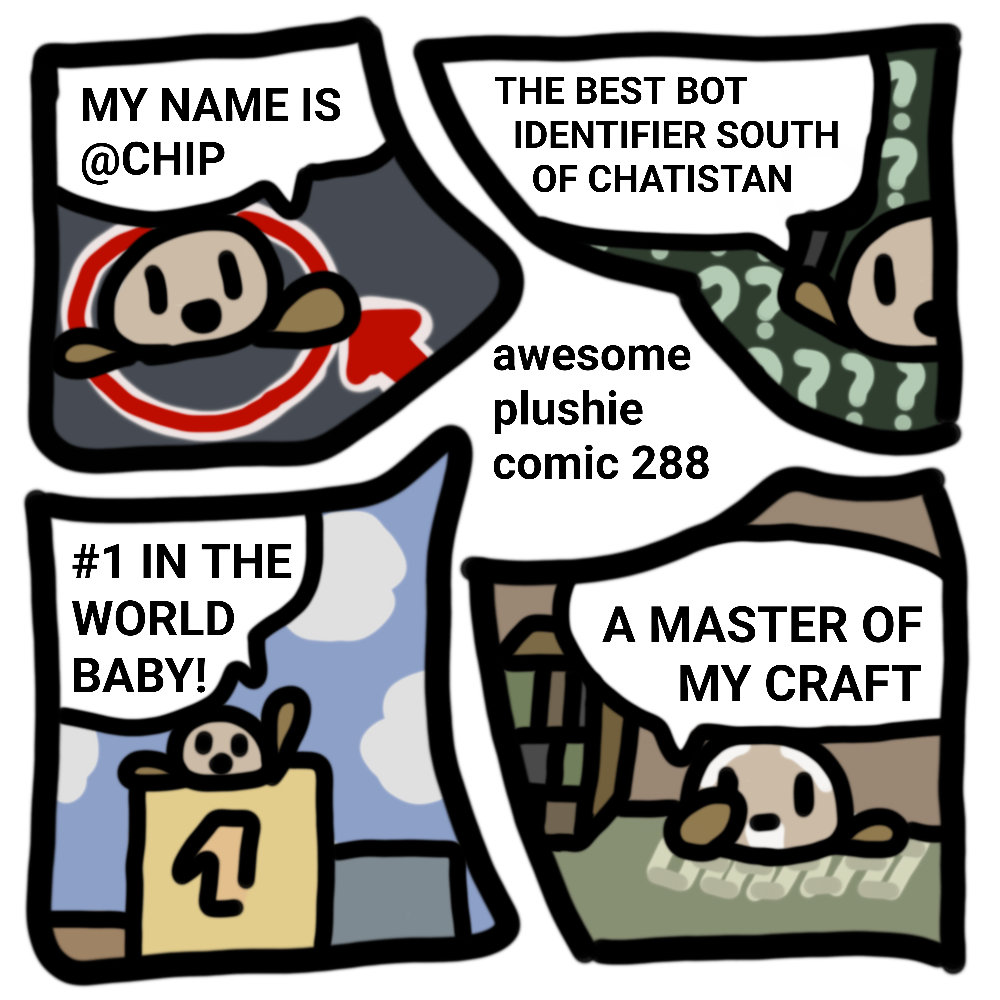 MY NAME IS
@CHIP
THE BEST BOT
IDENTIFIER SOUTH
OF CHATISTAN
awesome
plushie
comic 288
#1 IN THE
WORLD
BABY!
1
A MASTER OF
MY CRAFT
? ?
? ?
? ?
? ? ? ?